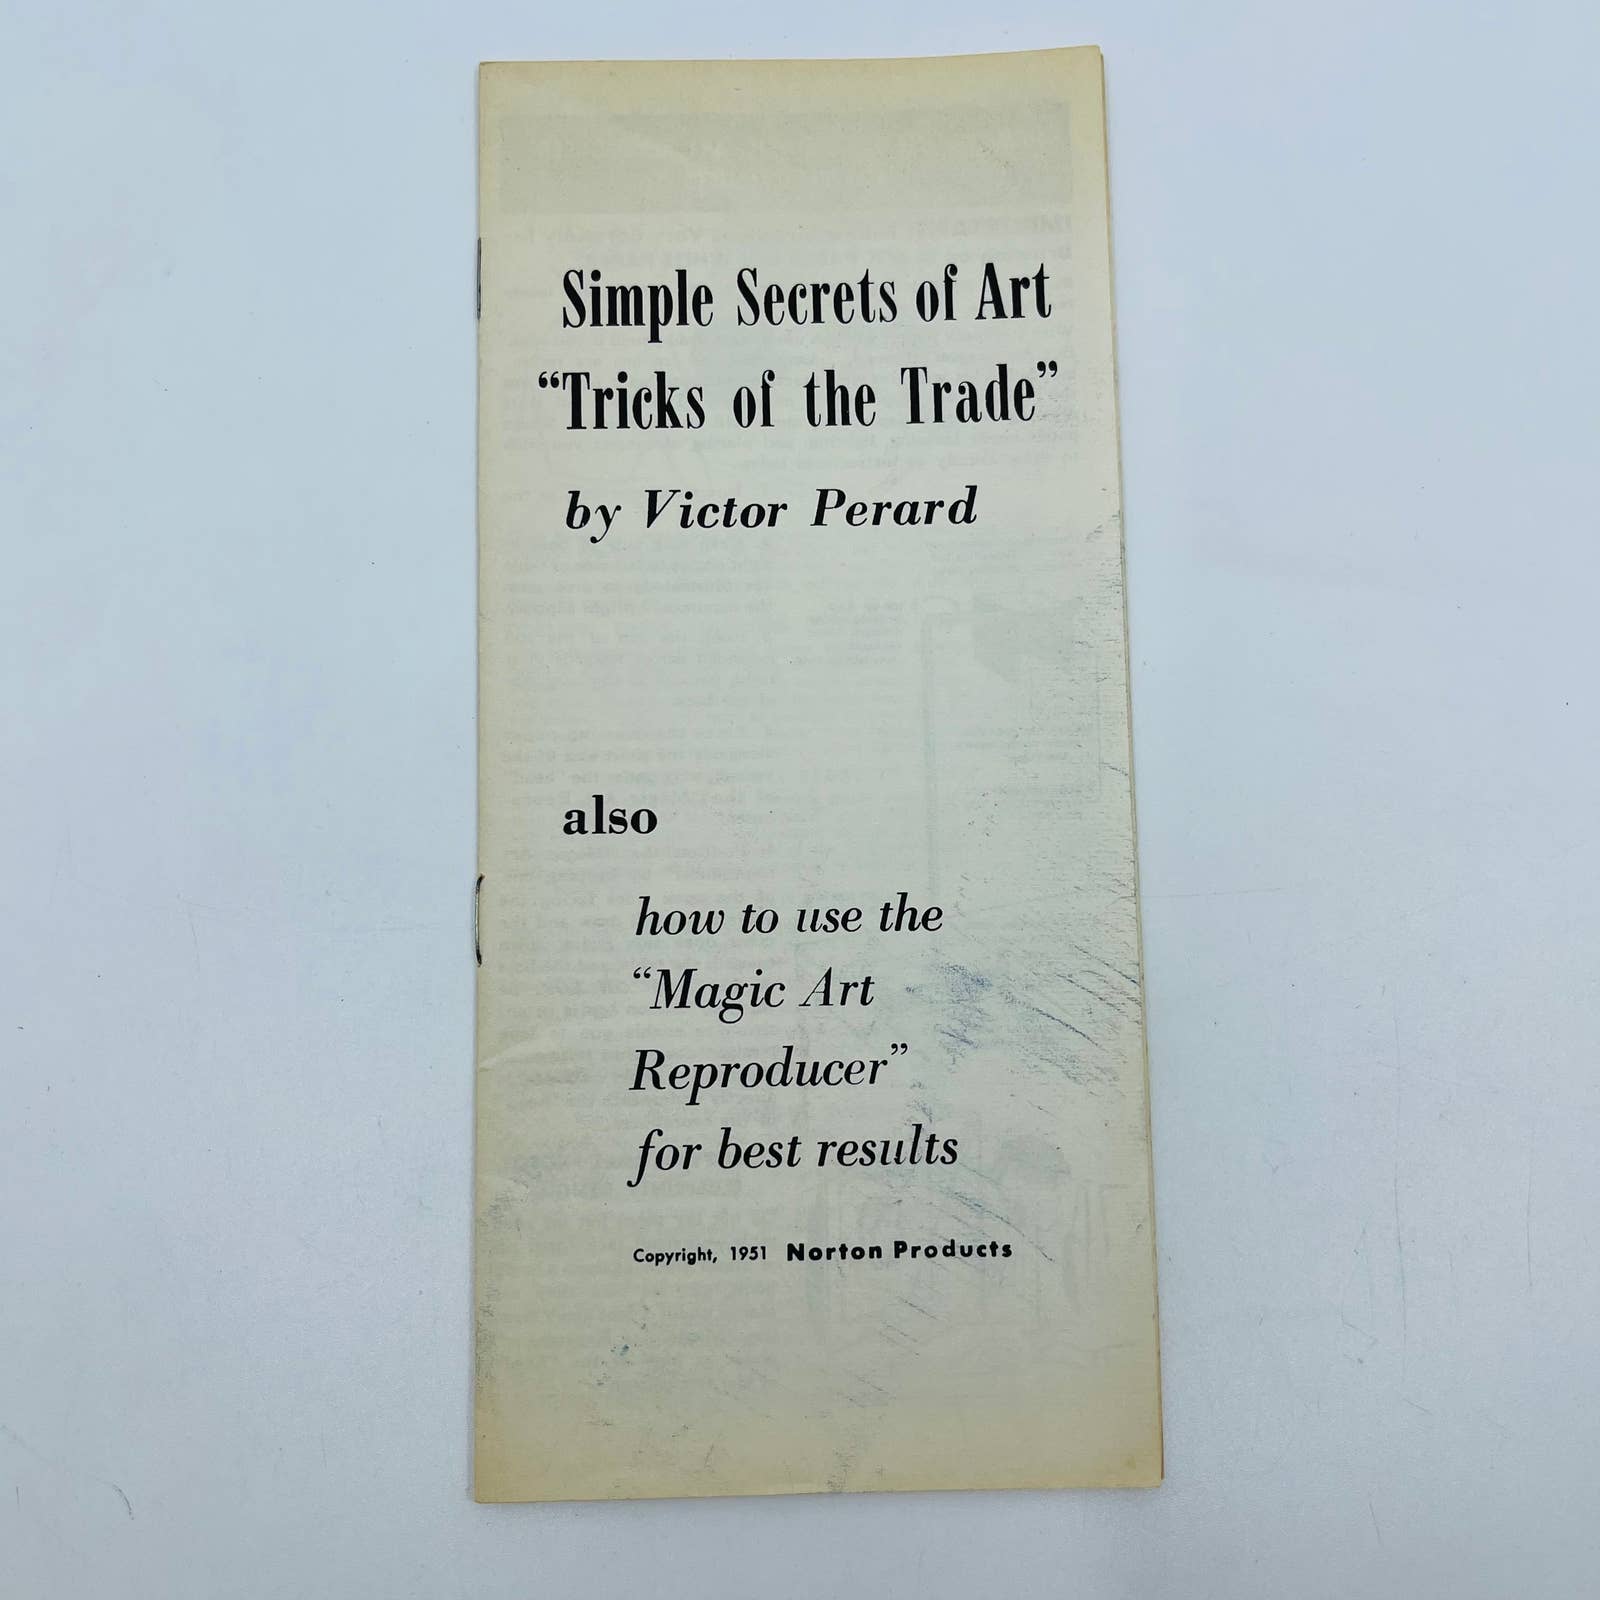 Simple Secrets of Art
“Tricks of the Trade”
by Victor Perard
also
how to use the
“Magic Art
Reproducer”
for best results
Copyright, 1951 Norton Products